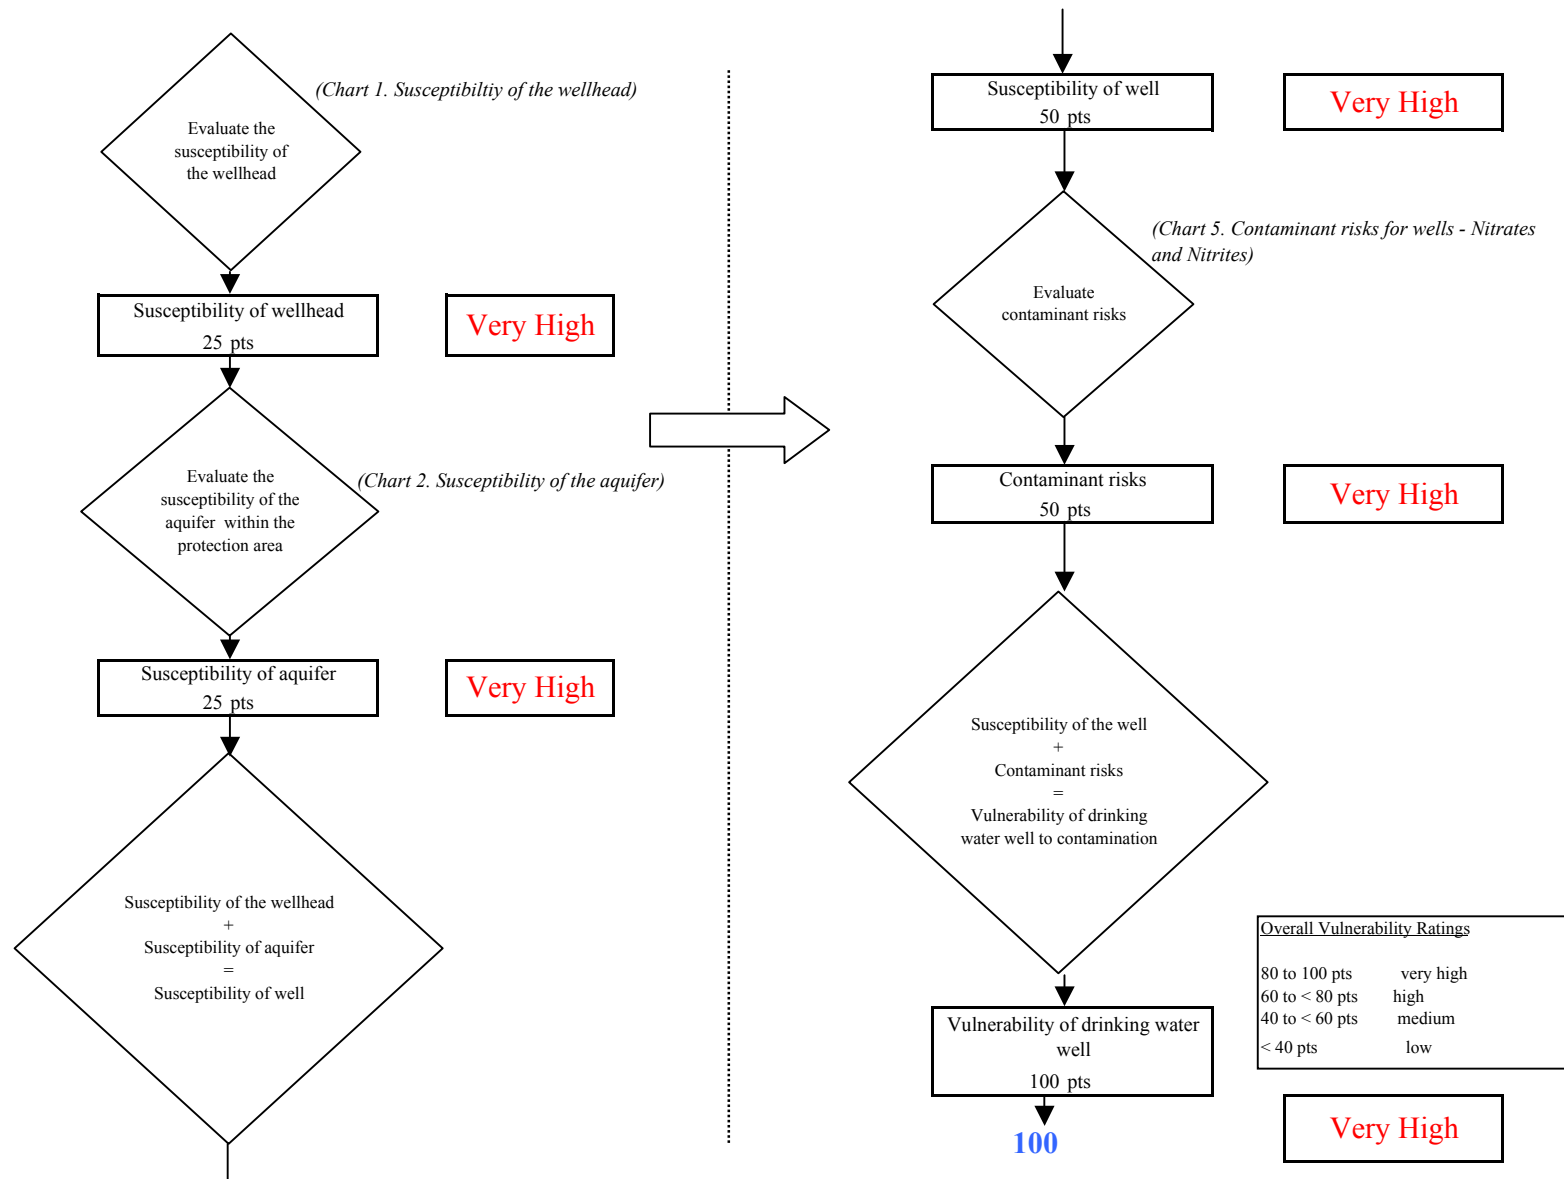 (Chart 1. Susceptibiltiy of the wellhead)
Evaluate the
susceptibility of
the wellhead
Susceptibility of wellhead
25 pts
Very High
Evaluate the
susceptibility of the
aquifer within the
protection area
(Chart 2. Susceptibility of the aquifer)
Susceptibility of aquifer
25 pts
Very High
Susceptibility of the wellhead
+
Susceptibility of aquifer
=
Susceptibility of well
Susceptibility of well
50 pts
Very High
(Chart 5. Contaminant risks for wells - Nitrates
and Nitrites)
Evaluate
contaminant risks
Contaminant risks
50 pts
Very High
Susceptibility of the well
+
Contaminant risks
=
Vulnerability of drinking
water well to contamination
Overall Vulnerability Ratings
80 to 100 pts very high
60 to < 80 pts high
40 to < 60 pts medium
< 40 pts low
Vulnerability of drinking water
well
100 pts
100
Very High